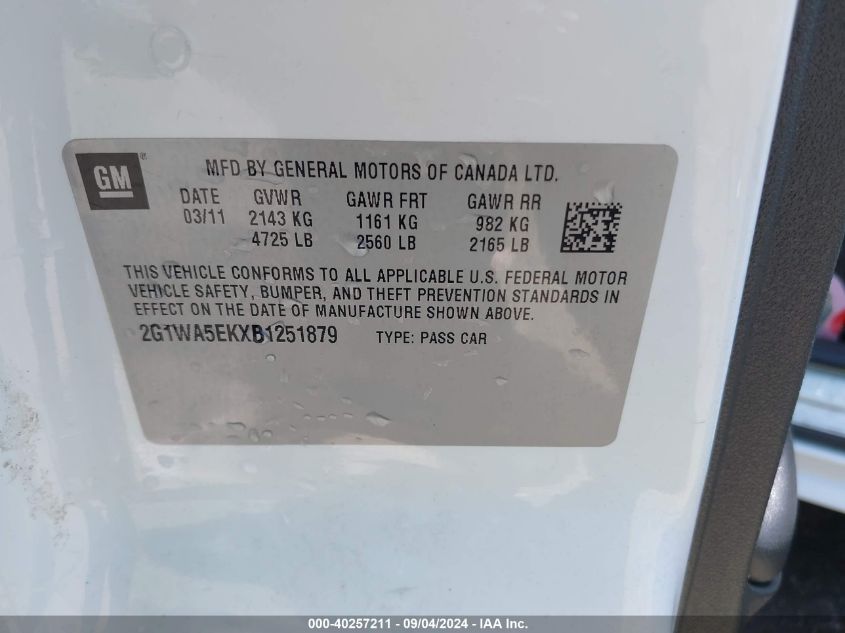 GM®
MFD BY GENERAL MOTORS OF CANADA LTD.
DATE GVWR GAWR FRT GAWR RR
03/11 2143 KG 1161 KG 982 KG
4725 LB 2560 LB 2165 LB
THIS VEHICLE CONFORMS TO ALL APPLICABLE U.S. FEDERAL MOTOR
VEHICLE SAFETY, BUMPER, AND THEFT PREVENTION STANDARDS IN
EFFECT ON THE DATE OF MANUFACTURE SHOWN ABOVE.
2G1WA5EKXB1251879 TYPE: PASS CAR
000-40257211 - 09/04/2024 - IAA Inc.